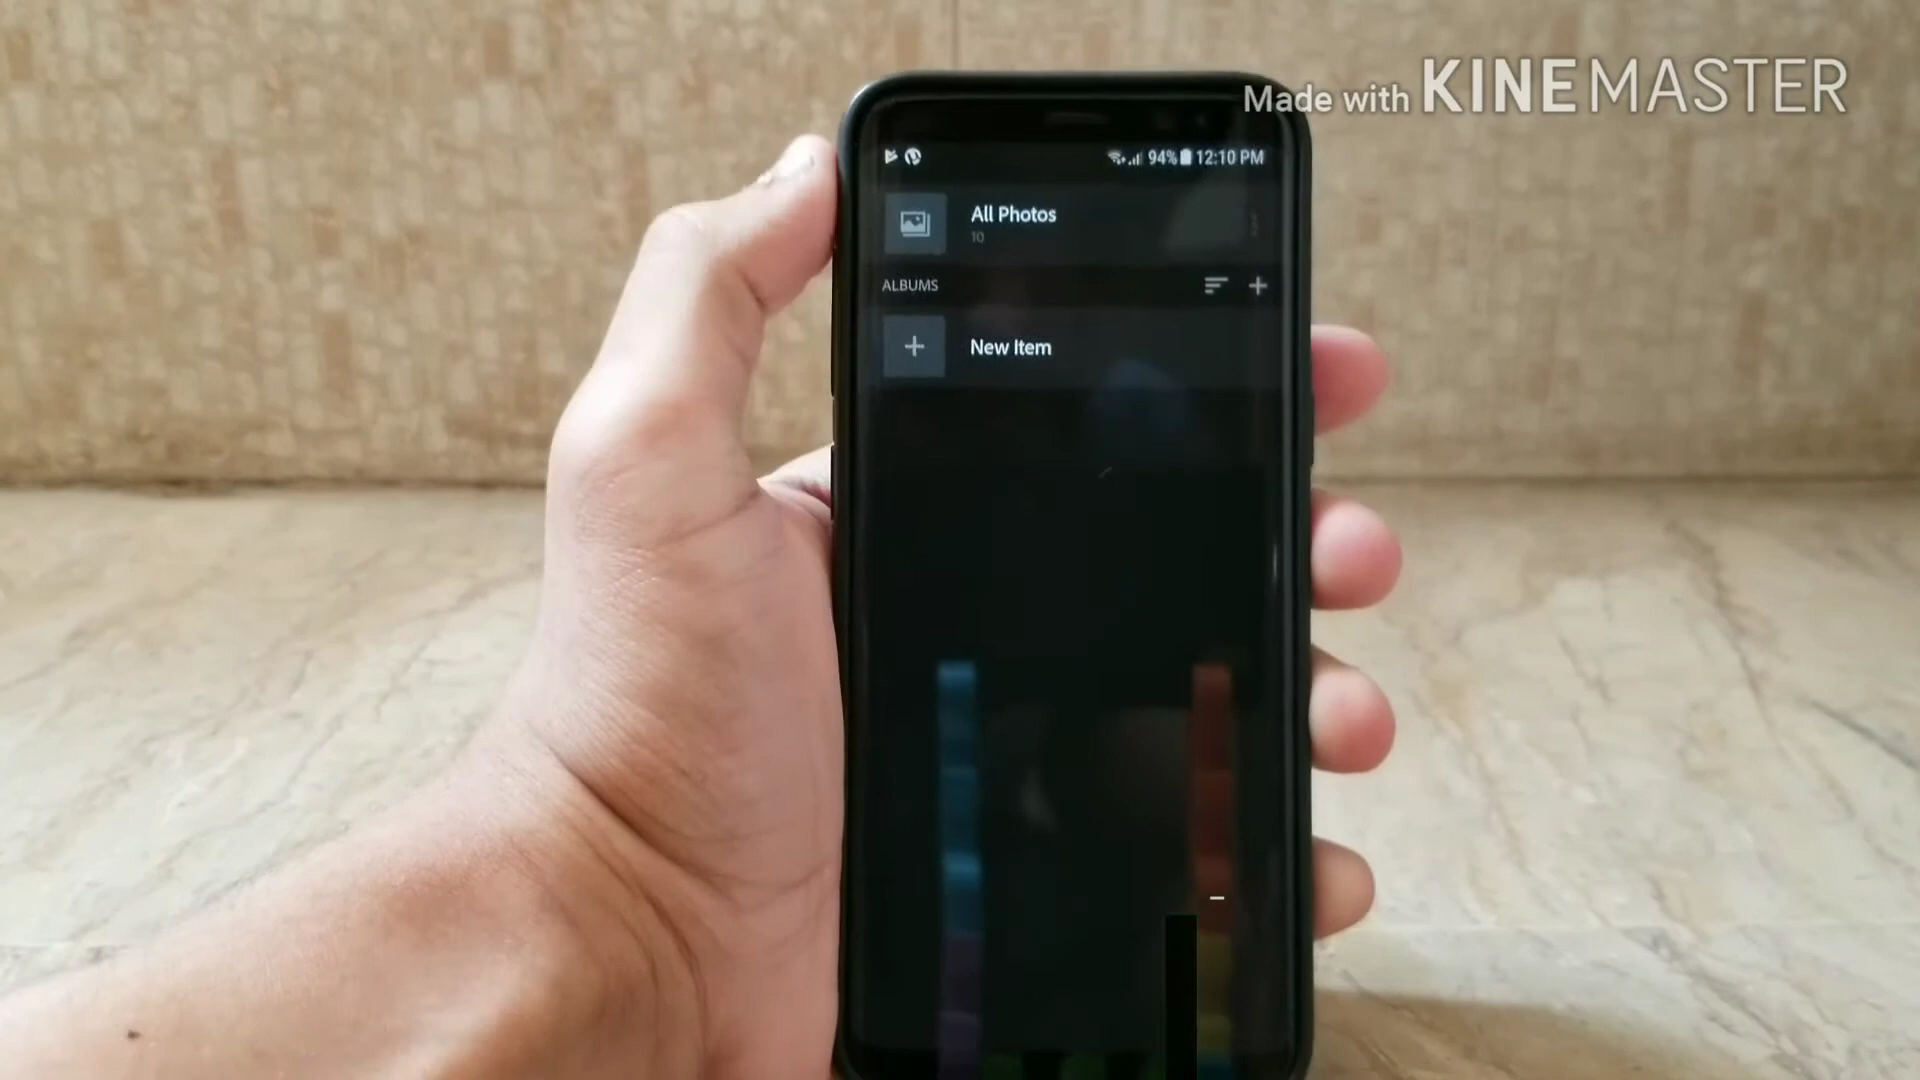 Made with KINEMASTER
94% 12:10 PM
All Photos
10
ALBUMS
New Item